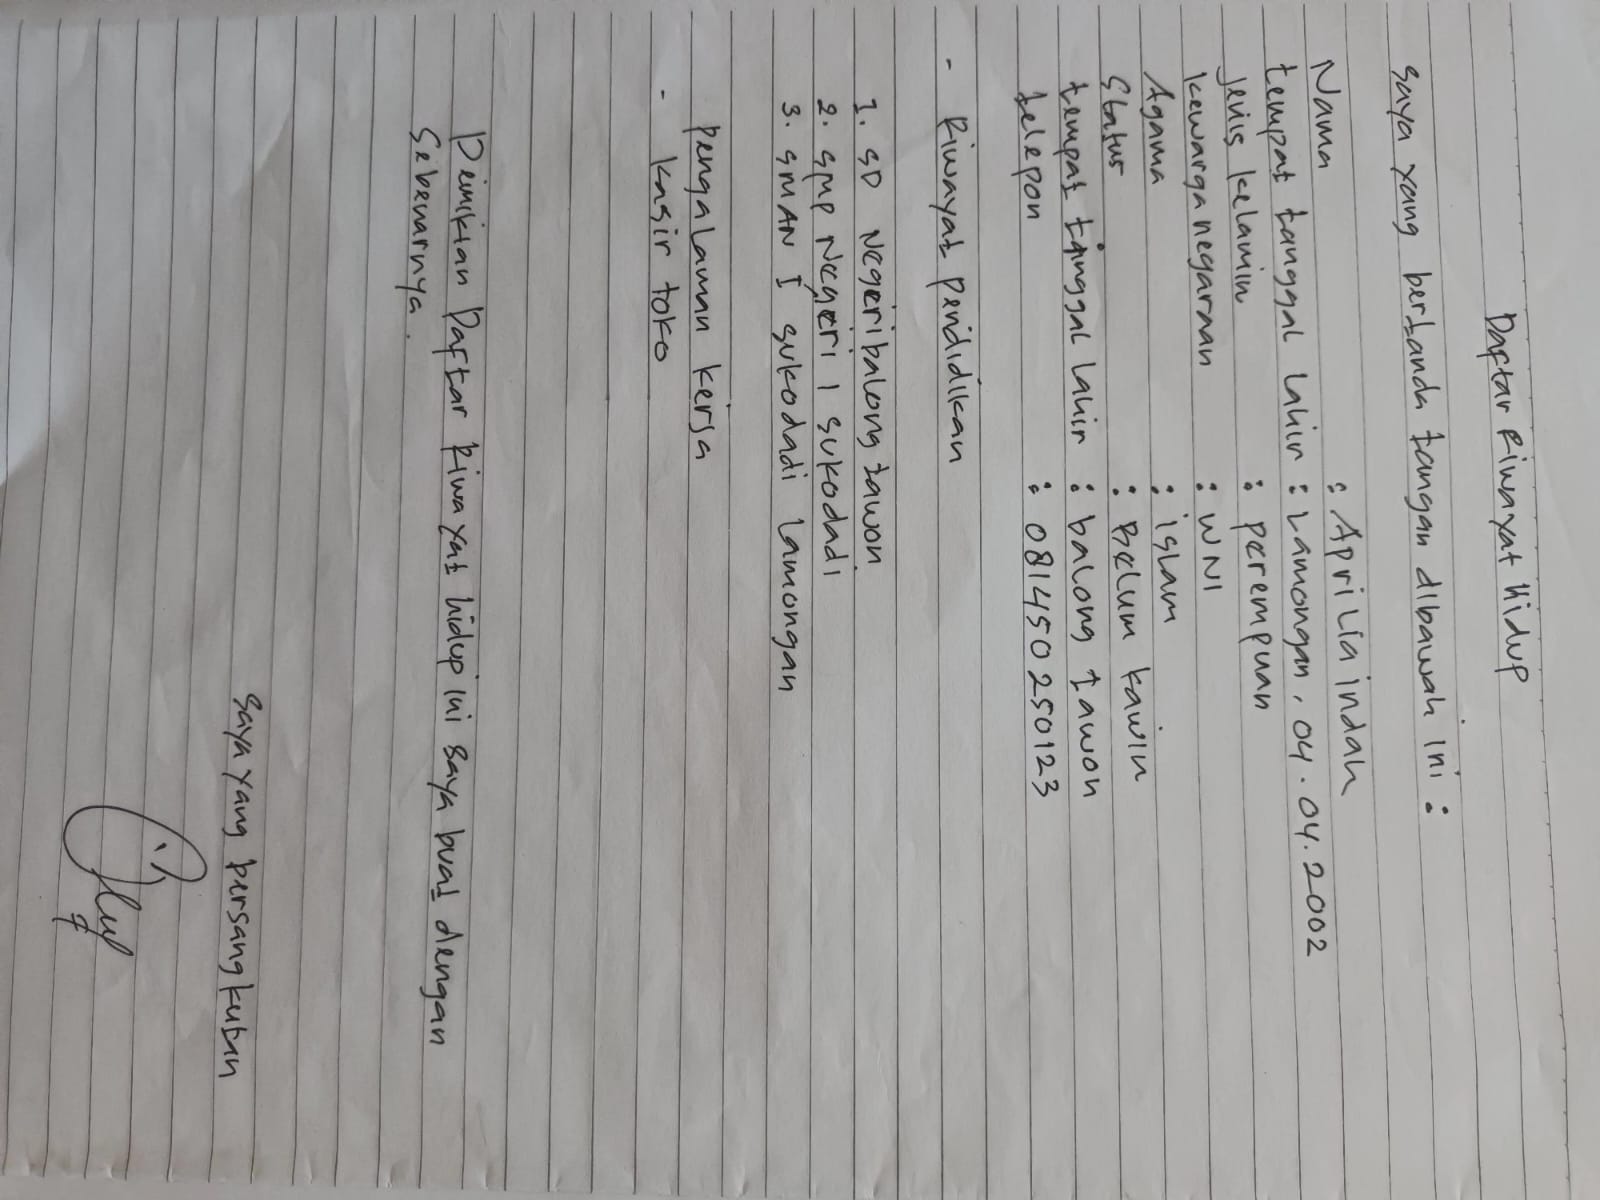 Daftar Riwayat Hidup
saya yang bertanda tangan dibawah ini :
Nama : Aprilia indah
tempat tanggal lahir : Lamongan, 04.04.2002
jenis kelamin : perempuan
kewarganegaraan : WNI
Agama : islam
Status : Belum kawin
tempat tanggal lahir : balong tawon
telepon : 081450250123
- Riwayat pendidikan
1. SD Negeri balong tawon
2. SMP Negeri 1 sukodadi
3. SMAN I sukodadi Lamongan
pengalaman kerja
- kasir toko
Demikian Daftar Riwayat hidup ini saya buat dengan
sebenarnya.
saya yang bersangkutan